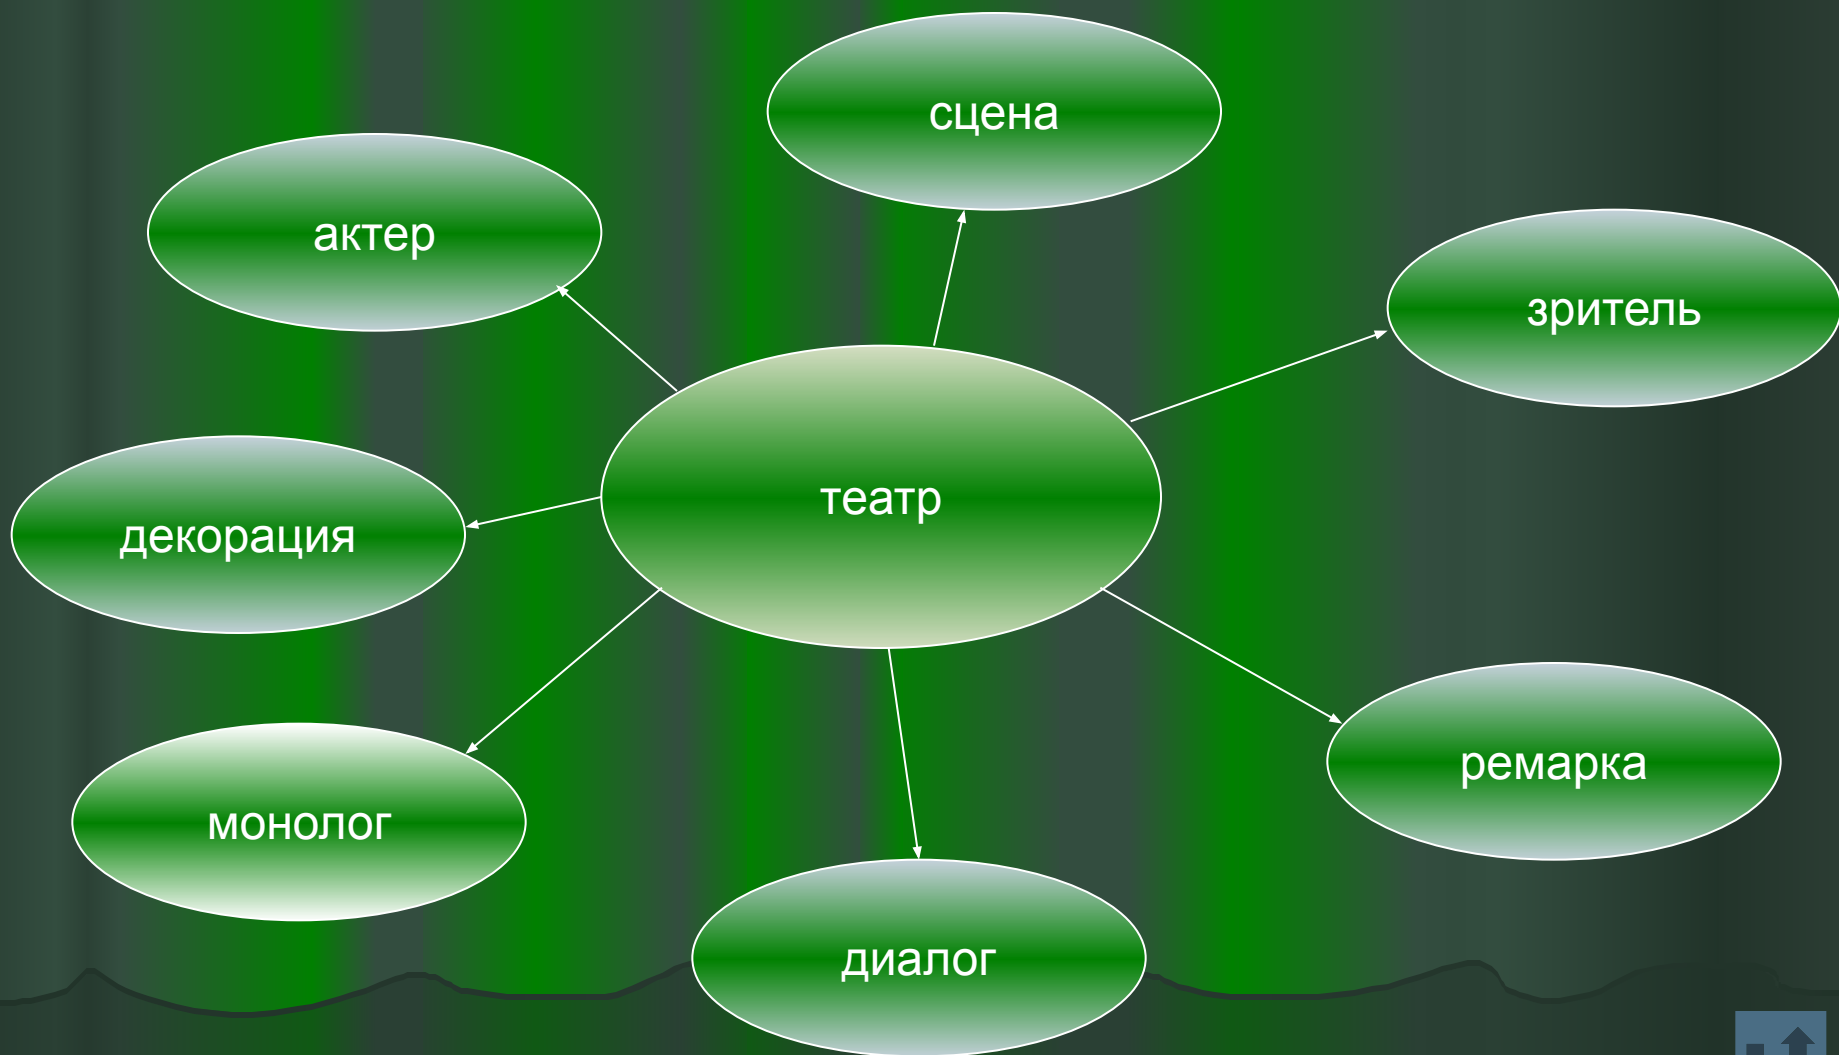 сцена
актер
зритель
театр
декорация
ремарка
монолог
диалог